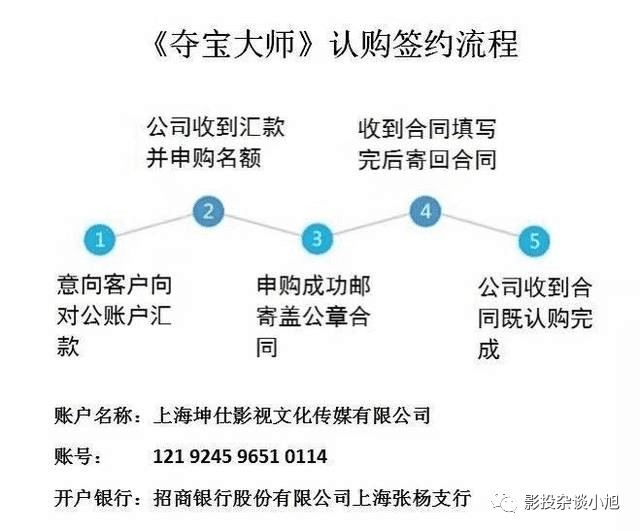 《夺宝大师》认购签约流程
公司收到汇款
并申购名额
收到合同填写
完后寄回合同
1
2
3
4
5
意向客户向
对公账户汇
款
申购成功邮
寄盖公章合
同
公司收到合
同既认购完
成
账户名称：上海坤仕影视文化传媒有限公司
账号： 121 9245 9651 0114
开户银行：招商银行股份有限公司上海张杨支行
影投杂谈小旭